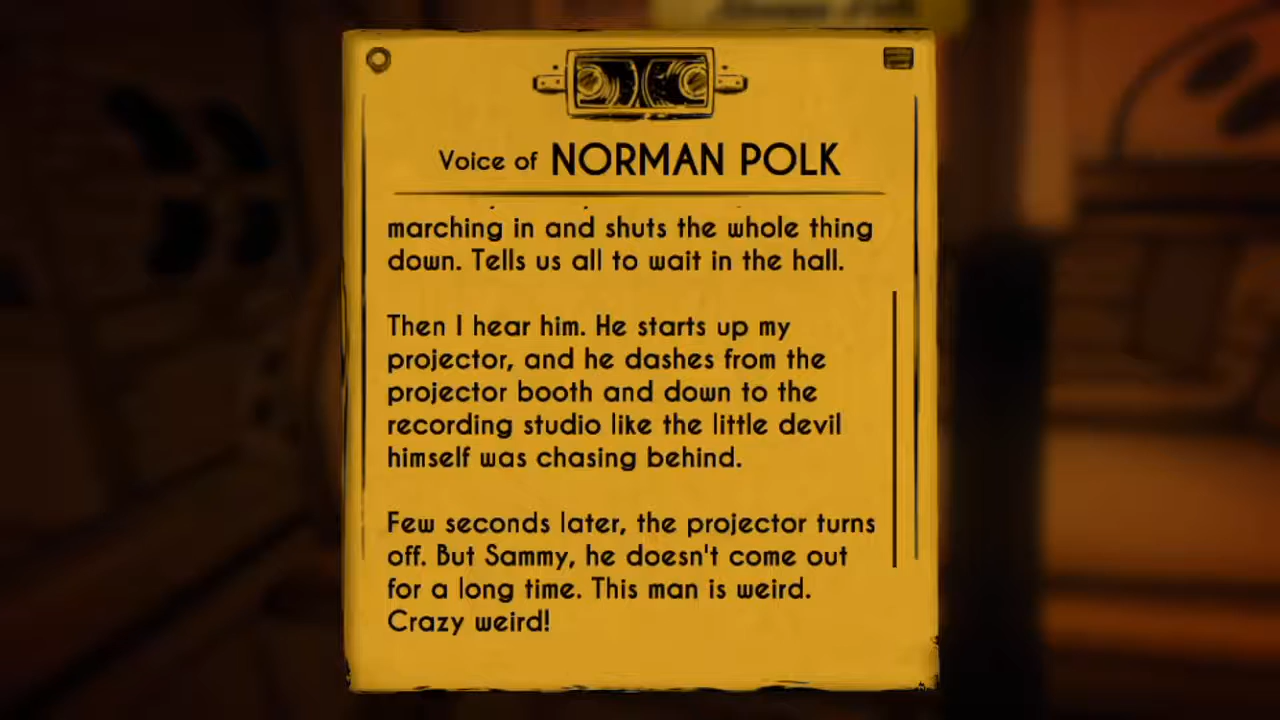 Voice of NORMAN POLK
marching in and shuts the whole thing
down. Tells us all to wait in the hall.
Then I hear him. He starts up my
projector, and he dashes from the
projector booth and down to the
recording studio like the little devil
himself was chasing behind.
Few seconds later, the projector turns
off. But Sammy, he doesn't come out
for a long time. This man is weird.
Crazy weird!